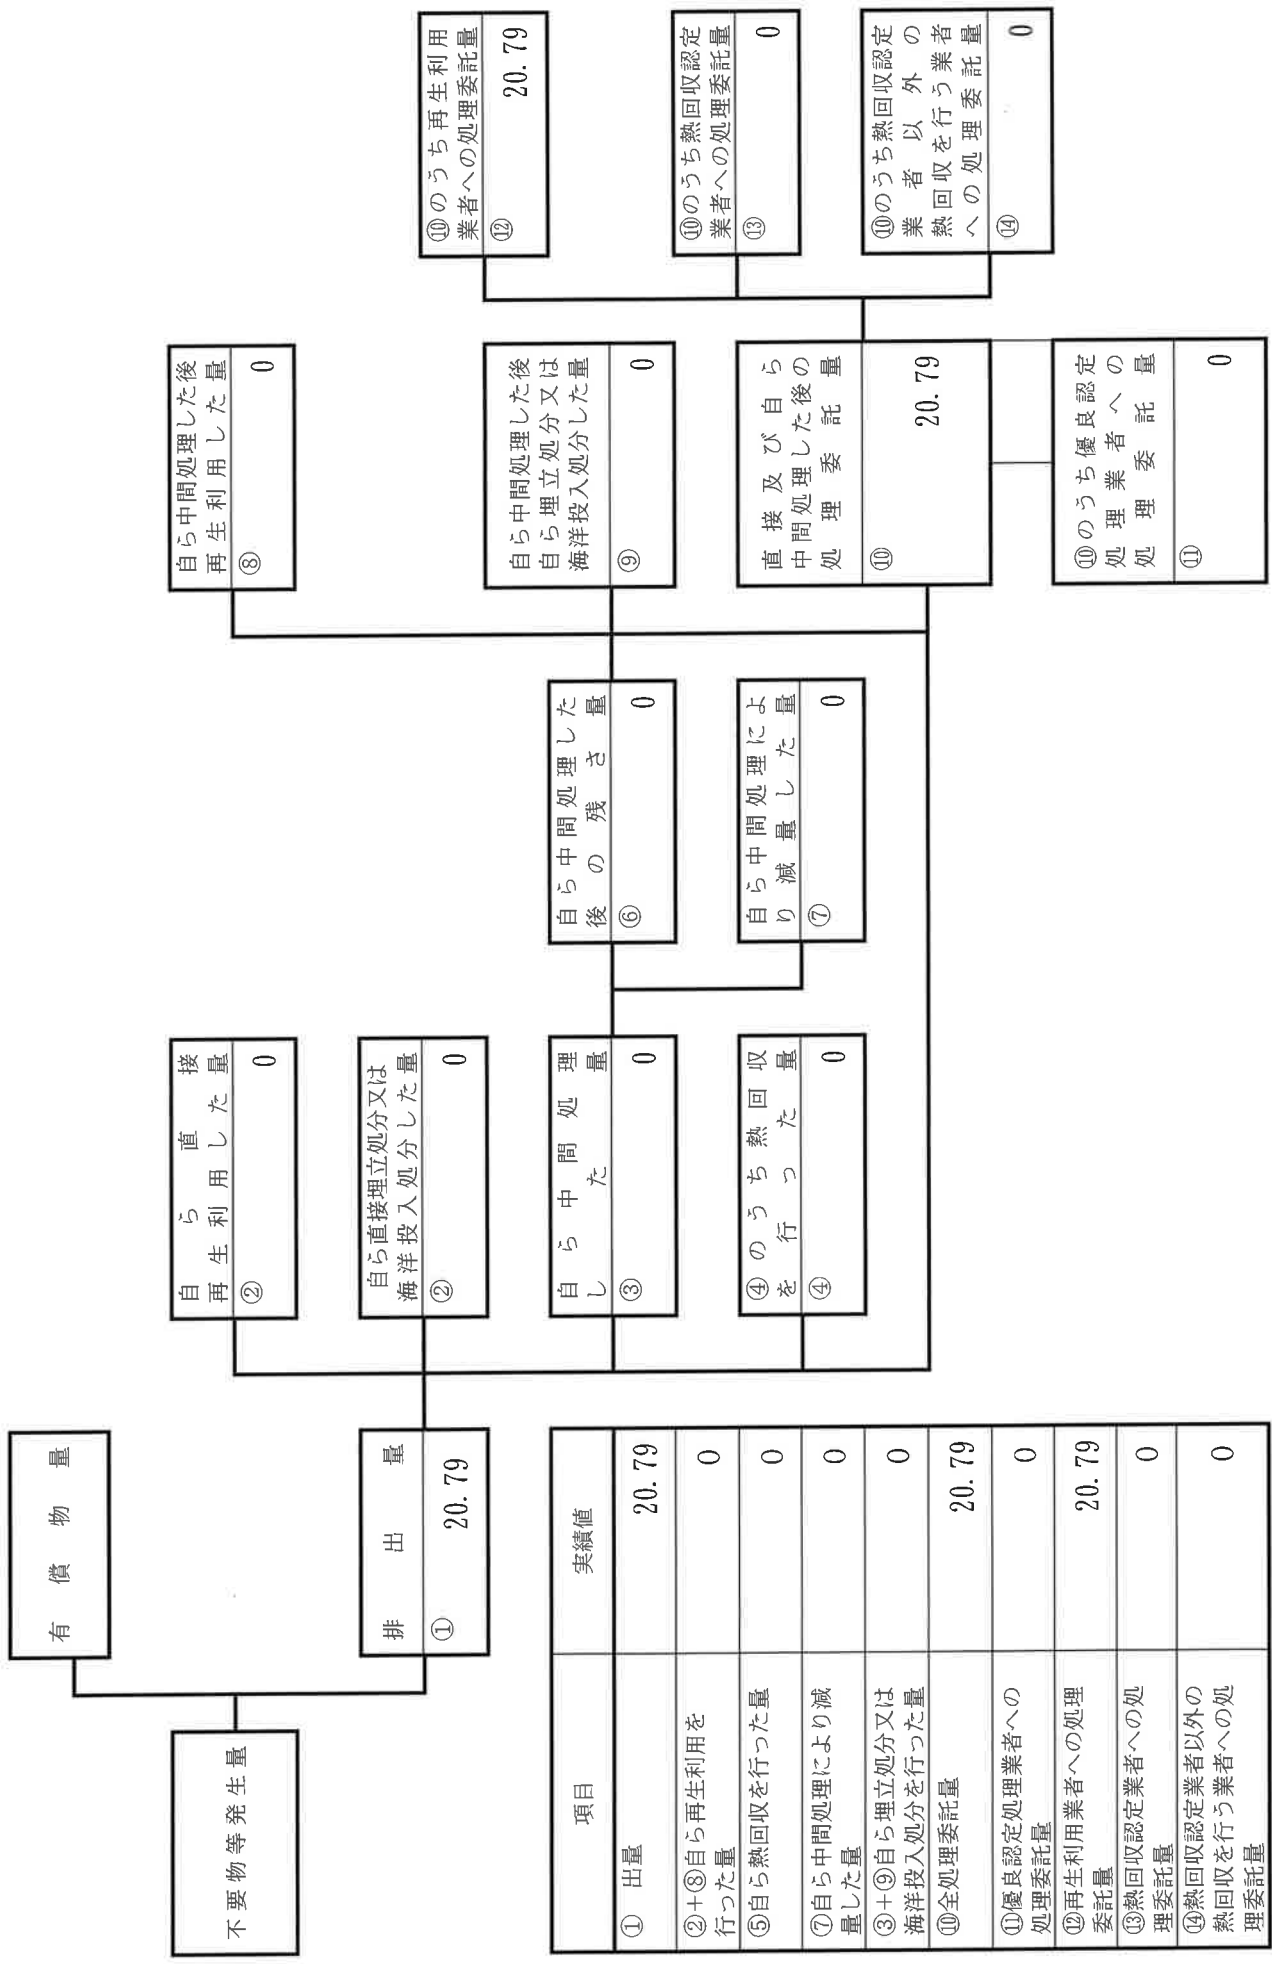 有償物量
不要物等発生量
排出量
① 20.79
自ら直接
再生利用した量
② 0
自ら直接埋立処分又は
海洋投入処分した量
② 0
自ら中間処理
した量
③ 0
④のうち熱回収
を行った量
④ 0
自ら中間処理した
後の残さ量
⑥ 0
自ら中間処理によ
り減量した量
⑦ 0
自ら中間処理した後
再生利用した量
⑧ 0
自ら中間処理した後
自ら埋立処分又は
海洋投入処分した量
⑨ 0
直接及び自ら
中間処理した後の
処理委託量
⑩ 20.79
⑩のうち優良認定
処理業者への
処理委託量
⑪ 0
⑩のうち再生利用
業者への処理委託量
⑫ 20.79
⑩のうち熱回収認定
業者への処理委託量
⑬ 0
⑩のうち熱回収認定
業者以外の
熱回収を行う業者
への処理委託量
⑭ 0
項目 実績値
① 出量 20.79
②+⑧自ら再生利用を
行った量 0
⑤自ら熱回収を行った量 0
⑦自ら中間処理により減
量した量 0
③+⑨自ら埋立処分又は
海洋投入処分を行った量 0
⑩全処理委託量 20.79
⑪優良認定処理業者への
処理委託量 0
⑫再生利用業者への処理
委託量 20.79
⑬熱回収認定業者への処
理委託量 0
⑭熱回収認定業者以外の
熱回収を行う業者への処
理委託量 0